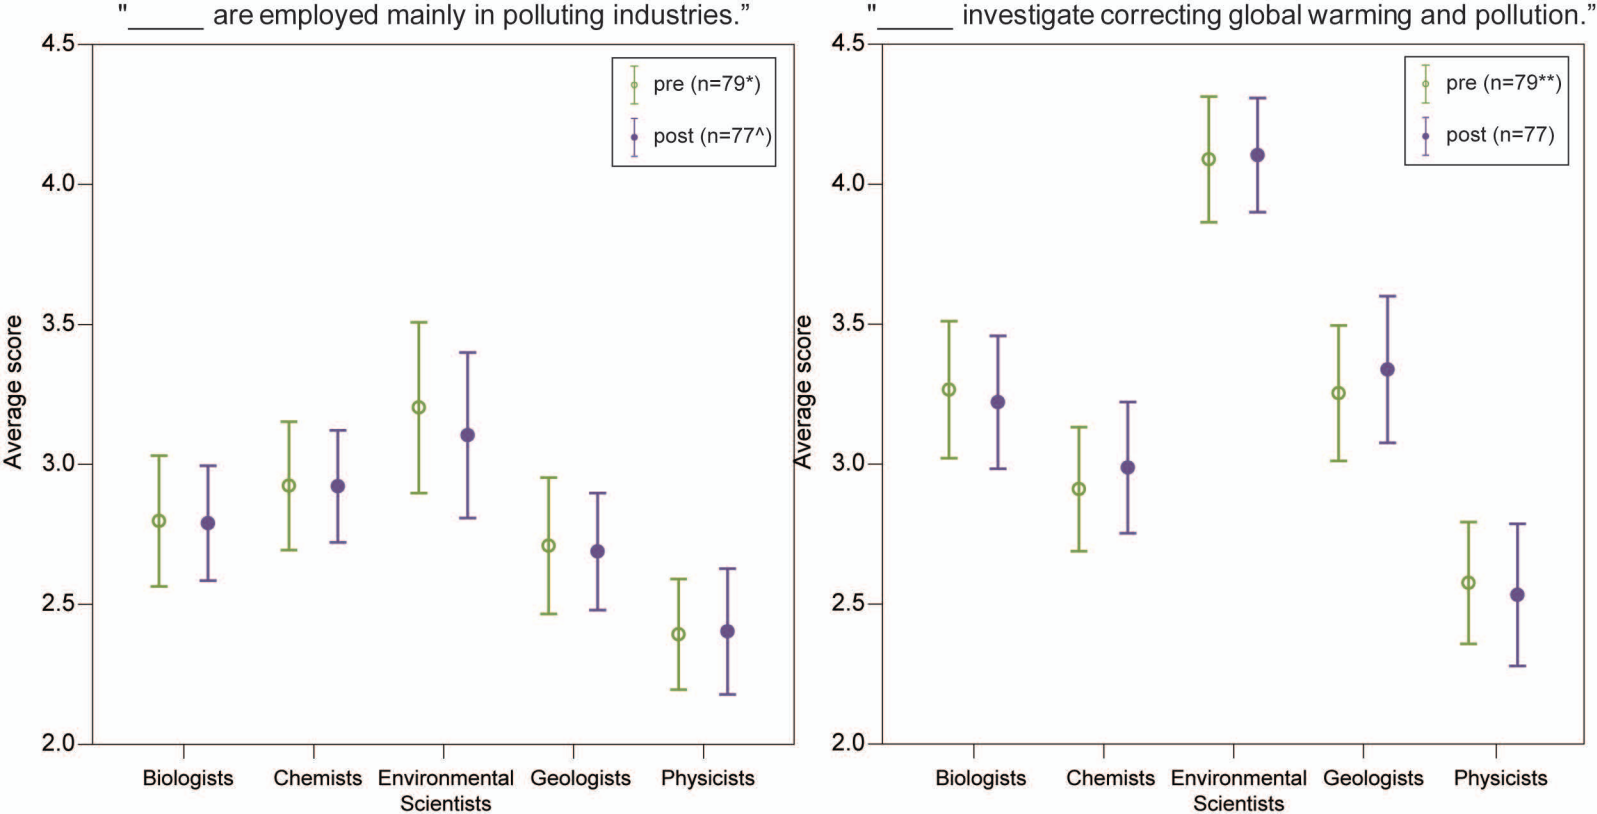 "_____ are employed mainly in polluting industries.”
4.5
4.0
3.5
3.0
2.5
2.0
Average score
pre (n=79*)
post (n=77^)
Biologists
Chemists
Environmental
Scientists
Geologists
Physicists
"_____ investigate correcting global warming and pollution.”
4.5
4.0
3.5
3.0
2.5
2.0
Average score
pre (n=79**)
post (n=77)
Biologists
Chemists
Environmental
Scientists
Geologists
Physicists